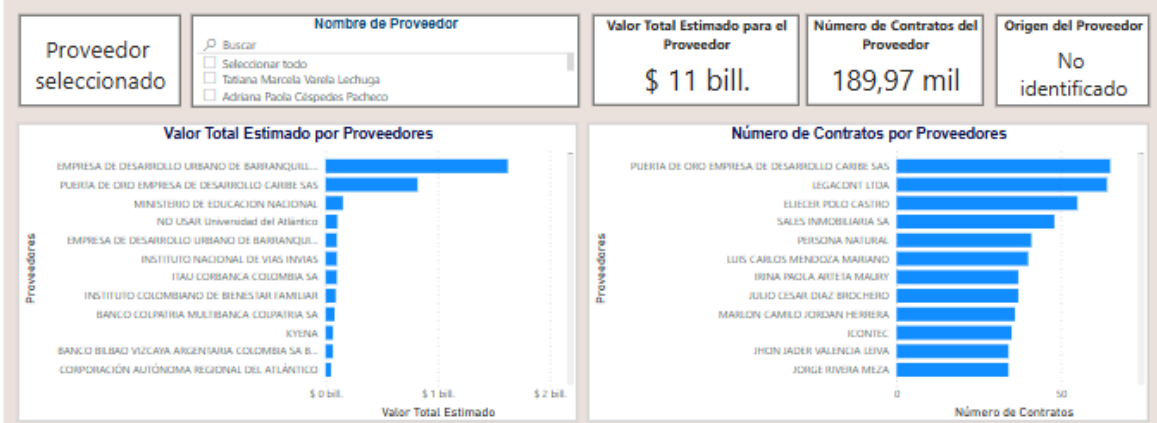 Proveedor
seleccionado
Nombre de Proveedor
Buscar
Seleccionar todo
Tatiana Marcela Varela Lechuga
Adriana Paola Céspedes Pacheco
Valor Total Estimado para el
Proveedor
$ 11 bill.
Número de Contratos del
Proveedor
189,97 mil
Origen del Proveedor
No
identificado
Valor Total Estimado por Proveedores
Proveedores
EMPRESA DE DESARROLLO URBANO DE BARRANQUILL...
PUERTA DE ORO EMPRESA DE DESARROLLO CARIBE SAS
MINISTERIO DE EDUCACION NACIONAL
NO USAR Universidad del Atlántico
EMPRESA DE DESARROLLO URBANO DE BARRANQUI...
INSTITUTO NACIONAL DE VIAS INVIAS
ITAU CORBANCA COLOMBIA SA
INSTITUTO COLOMBIANO DE BIENESTAR FAMILIAR
BANCO COLPATRIA MULTIBANCA COLPATRIA SA
KYENA
BANCO BILBAO VIZCAYA ARGENTARIA COLOMBIA SA B...
CORPORACIÓN AUTÓNOMA REGIONAL DEL ATLÁNTICO
$ 0 bill.
$ 1 bill.
$ 2 bill.
Valor Total Estimado
Número de Contratos por Proveedores
Proveedores
PUERTA DE ORO EMPRESA DE DESARROLLO CARIBE SAS
LEGACONT LTDA
ELIECER POLO CASTRO
SALES INMOBILIARIA SA
PERSONA NATURAL
LUIS CARLOS MENDOZA MARIANO
IRINA PAOLA ARTETA MAURY
JULIO CESAR DIAZ BROCHERO
MARLON CAMILO JORDAN HERRERA
ICONTEC
JHON JADER VALENCIA LEIVA
JORGE RIVERA MEZA
0
50
Número de Contratos